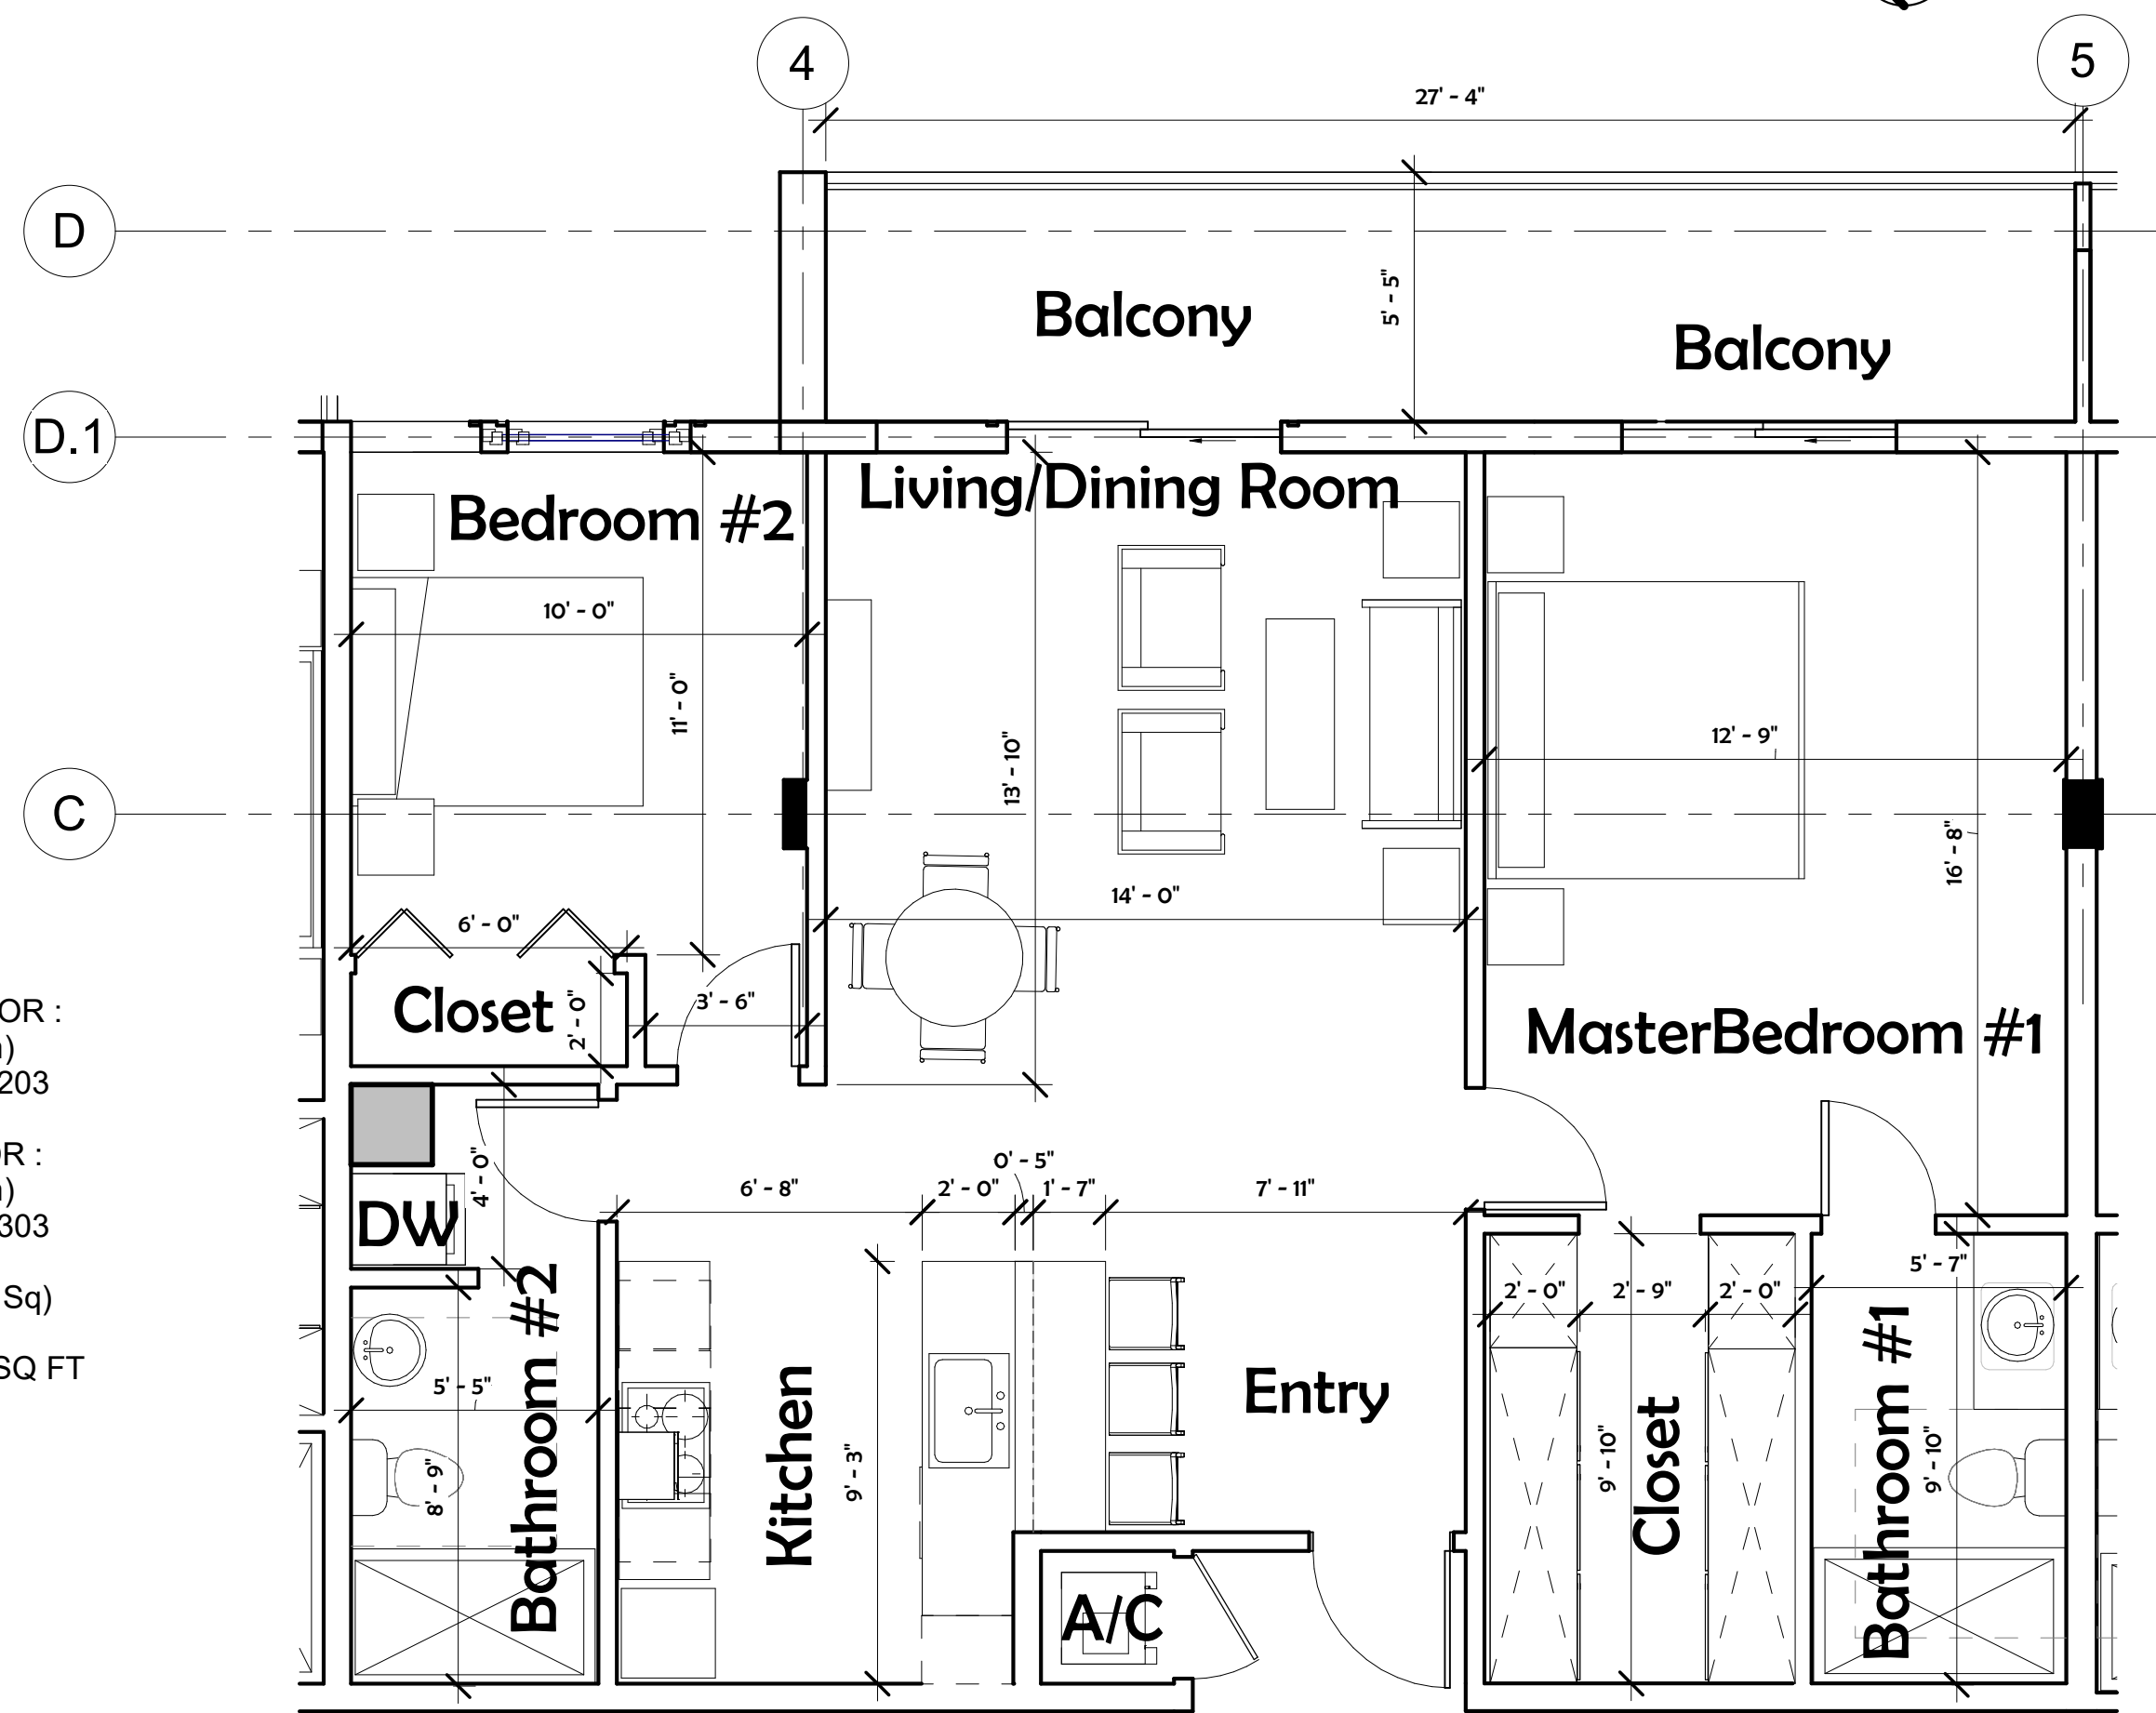 4
5
27' - 4"
D
5' - 5"
Balcony
Balcony
D.1
Living/Dining Room
Bedroom #2
10' - 0"
11' - 0"
12' - 9"
13' - 10"
C
16' - 8"
14' - 0"
6' - 0"
Closet
2' - 0"
3' - 6"
MasterBedroom #1
OR :
)
203
OR :
)
303
Sq)
SQ FT
4' - 0"
DW
6' - 8"
2' - 0"
0' - 5"
1' - 7"
7' - 11"
5' - 7"
2' - 0"
2' - 9"
2' - 0"
Bathroom #2
5' - 5"
8' - 9"
Kitchen
9' - 3"
Entry
A/C
9' - 10"
Closet
Bathroom #1
9' - 10"